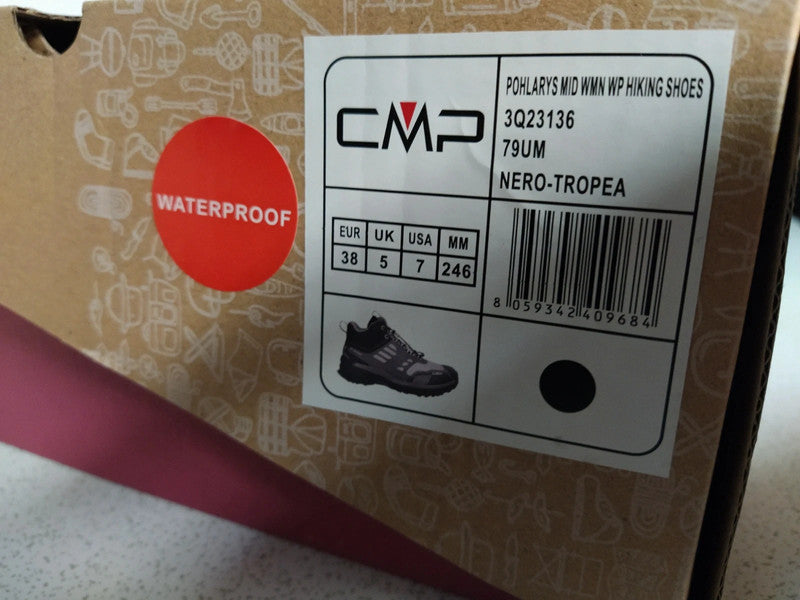 WATERPROOF
CMP
POHLARYS MID WMN WP HIKING SHOES
3Q23136
79UM
NERO-TROPEA
EUR UK USA MM
38 5 7 246
8 059342 409684